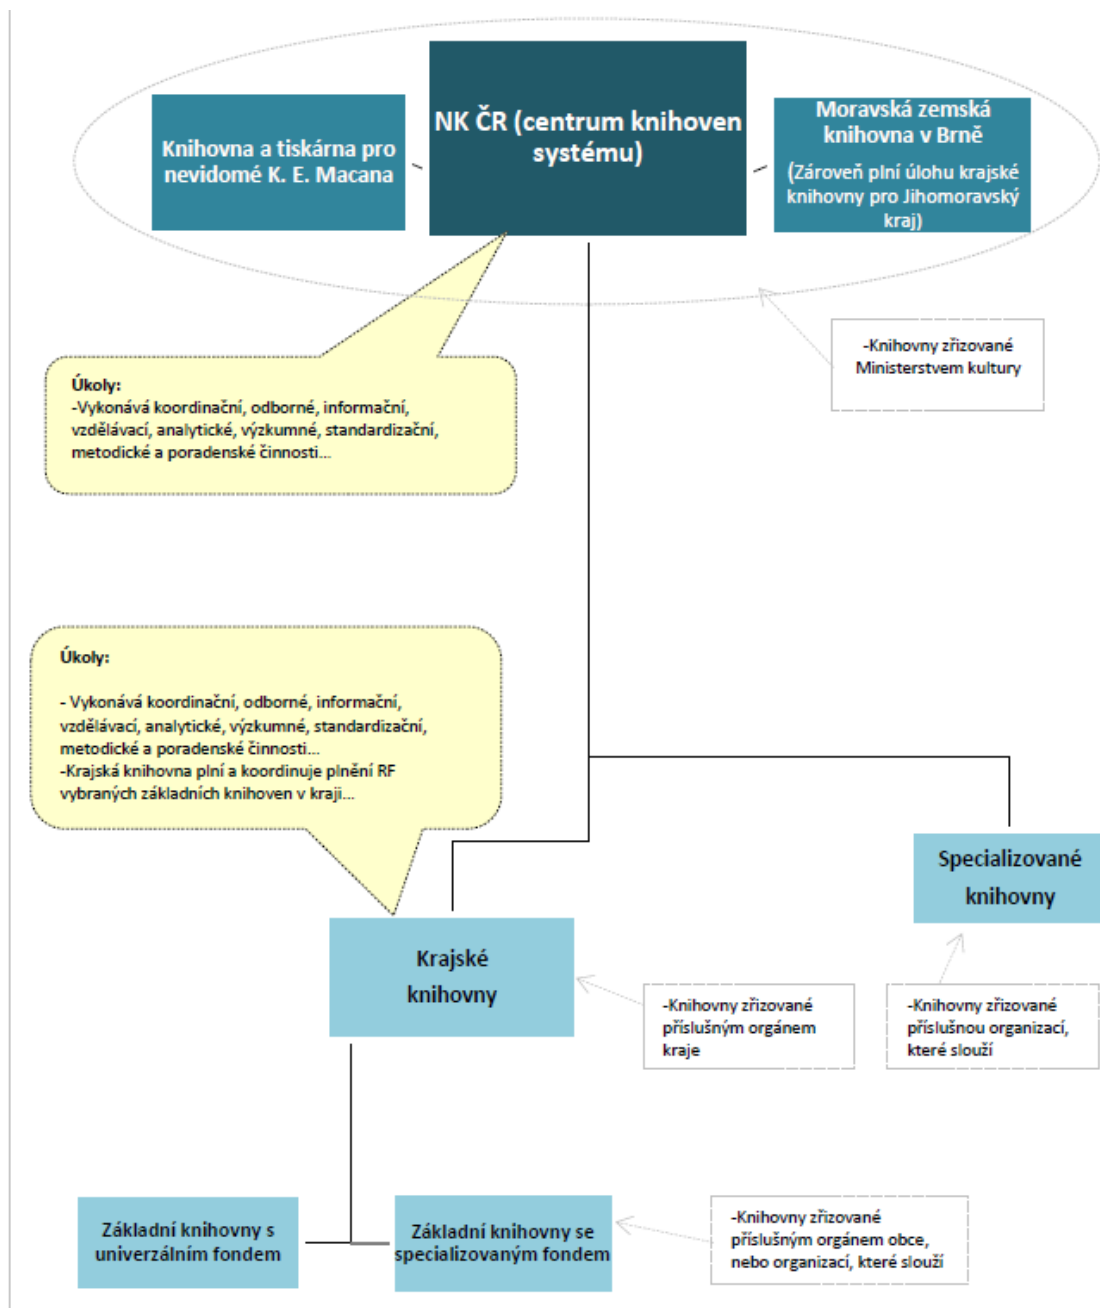 NK ČR (centrum knihoven
systému)
Knihovna a tiskárna pro
nevidomé K. E. Macana
Moravská zemská
knihovna v Brně
(Zároveň plní úlohu krajské
knihovny pro Jihomoravský
kraj)
-Knihovny zřizované
Ministerstvem kultury
Úkoly:
-Vykonává koordinační, odborné, informační,
vzdělávací, analytické, výzkumné, standardizační,
metodické a poradenské činnosti...
Úkoly:
- Vykonává koordinační, odborné, informační,
vzdělávací, analytické, výzkumné, standardizační,
metodické a poradenské činnosti...
-Krajská knihovna plní a koordinuje plnění RF
vybraných základních knihoven v kraji...
Specializované
knihovny
Krajské
knihovny
-Knihovny zřizované
příslušným orgánem
kraje
-Knihovny zřizované
příslušnou organizací,
které slouží
Základní knihovny s
univerzálním fondem
Základní knihovny se
specializovaným fondem
-Knihovny zřizované
příslušným orgánem obce,
nebo organizací, které slouží